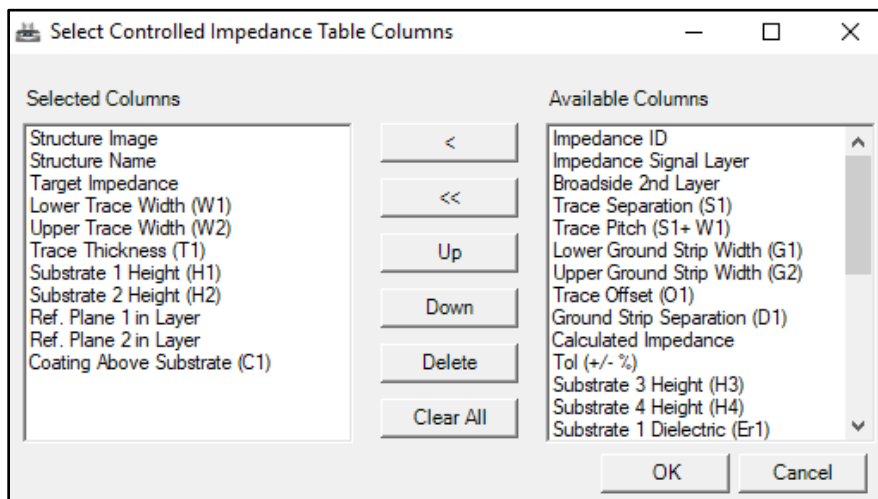 Select Controlled Impedance Table Columns
Selected Columns
Structure Image
Structure Name
Target Impedance
Lower Trace Width (W1)
Upper Trace Width (W2)
Trace Thickness (T1)
Substrate 1 Height (H1)
Substrate 2 Height (H2)
Ref. Plane 1 in Layer
Ref. Plane 2 in Layer
Coating Above Substrate (C1)
<
<<
Up
Down
Delete
Clear All
Available Columns
Impedance ID
Impedance Signal Layer
Broadside 2nd Layer
Trace Separation (S1)
Trace Pitch (S1+ W1)
Lower Ground Strip Width (G1)
Upper Ground Strip Width (G2)
Trace Offset (O1)
Ground Strip Separation (D1)
Calculated Impedance
Tol (+/- %)
Substrate 3 Height (H3)
Substrate 4 Height (H4)
Substrate 1 Dielectric (Er1)
OK
Cancel